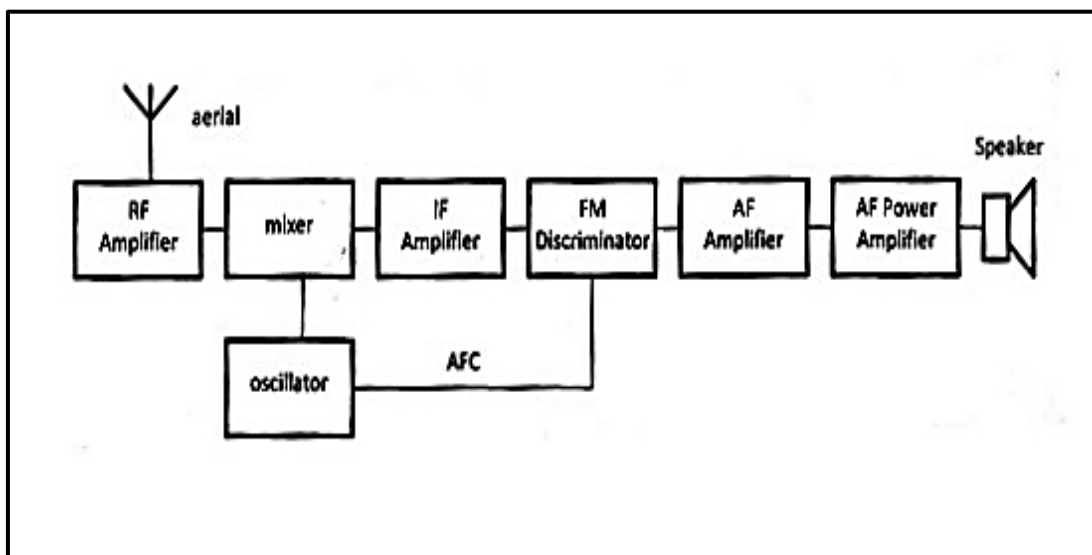 aerial
Speaker
RF
Amplifier
mixer
IF
Amplifier
FM
Discriminator
AF
Amplifier
AF Power
Amplifier
oscillator
AFC